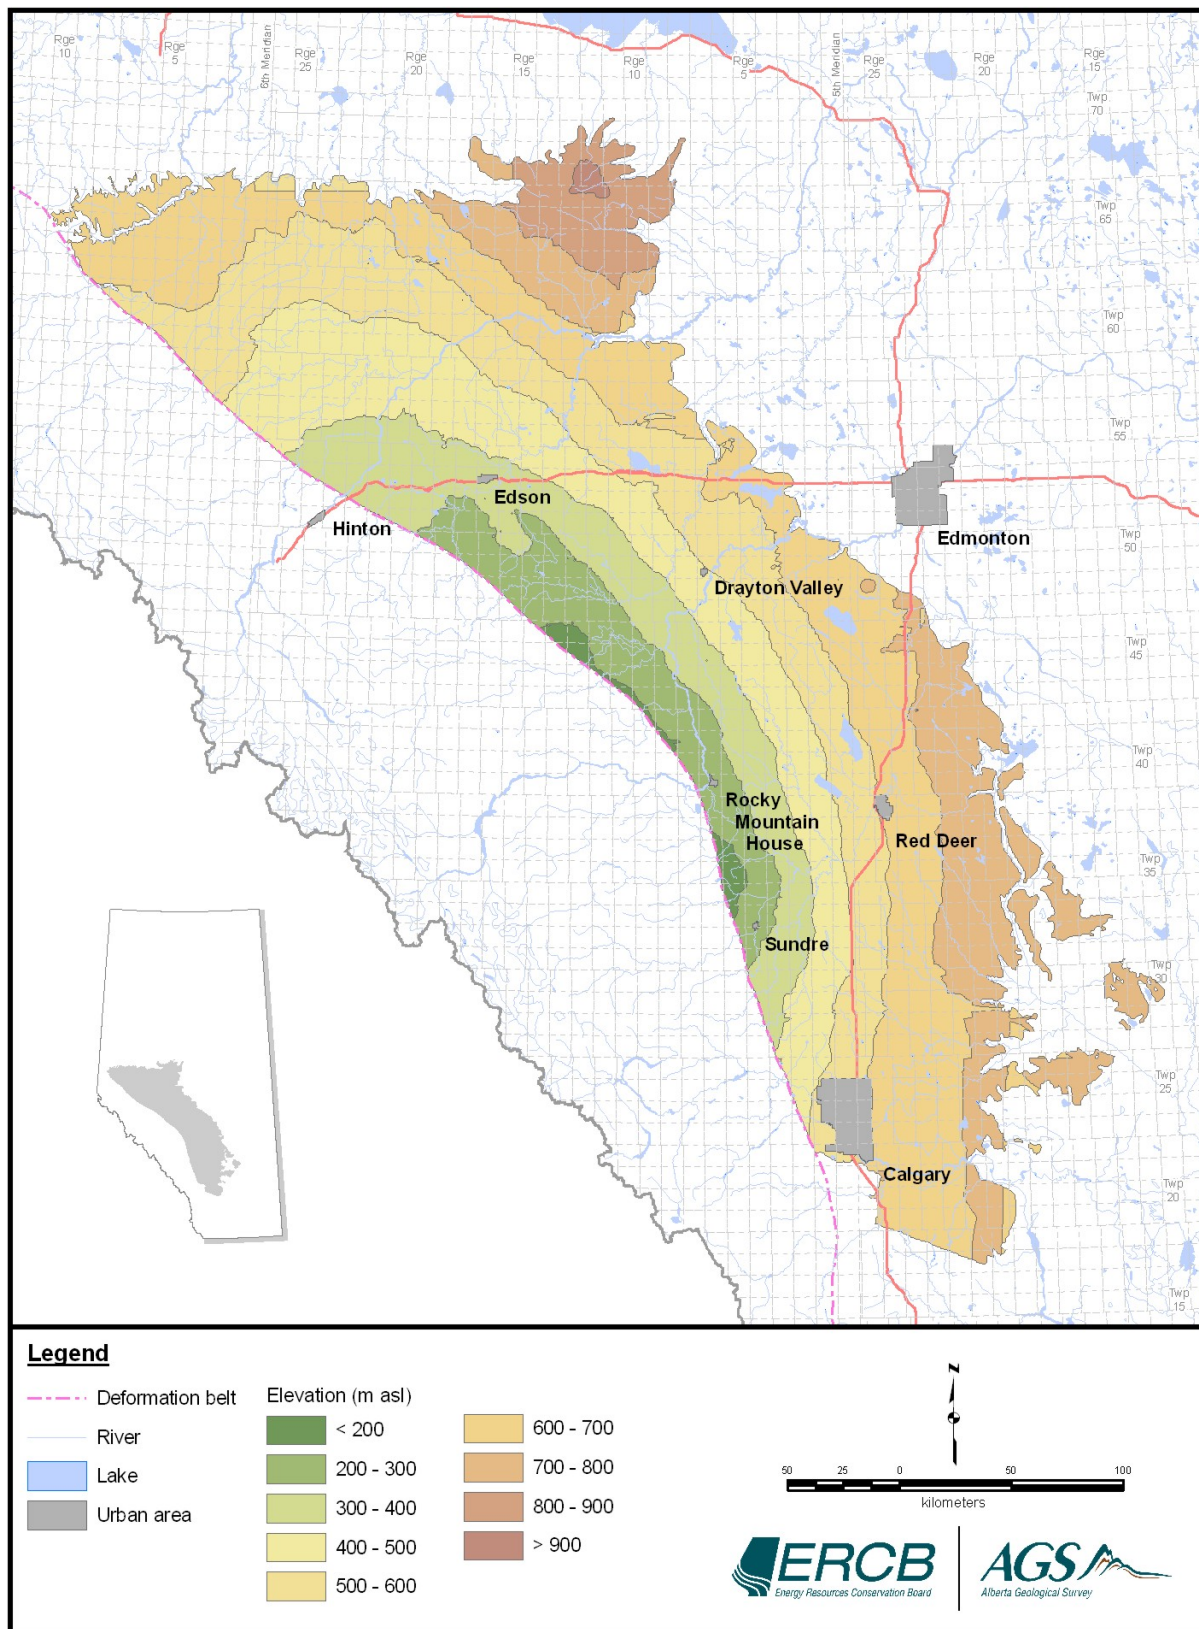 Rge
10
Rge
5
6th Meridian
Rge
25
Rge
20
Rge
15
Rge
10
Rge
5
5th Meridian
Rge
25
Rge
20
Rge
15
Twp
70
Twp
65
Twp
60
Twp
55
Twp
50
Twp
45
Twp
40
Twp
35
Twp
30
Twp
25
Twp
20
Twp
15
Edson
Hinton
Edmonton
Drayton Valley
Rocky
Mountain
House
Red Deer
Sundre
Calgary
Legend
Deformation belt
River
Lake
Urban area
Elevation (m asl)
< 200
200 - 300
300 - 400
400 - 500
500 - 600
600 - 700
700 - 800
800 - 900
> 900
N
50 25 0 50 100
kilometers
ERCB
Energy Resources Conservation Board
AGS
Alberta Geological Survey